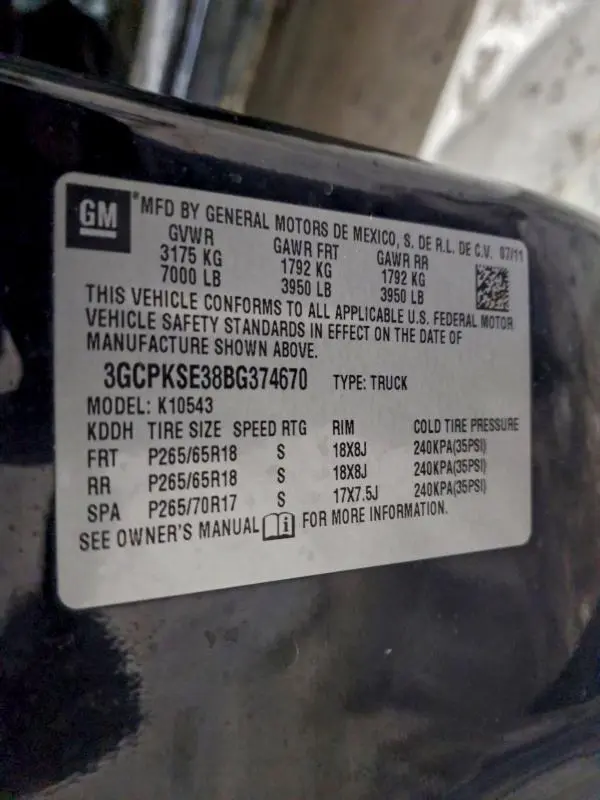 GM
*MFD BY GENERAL MOTORS DE MEXICO, S. DE R.L. DE C.V. 07/11
GVWR GAWR FRT GAWR RR
3175 KG 1792 KG 1792 KG
7000 LB 3950 LB 3950 LB
THIS VEHICLE CONFORMS TO ALL APPLICABLE U.S. FEDERAL MOTOR
VEHICLE SAFETY STANDARDS IN EFFECT ON THE DATE OF
MANUFACTURE SHOWN ABOVE.
3GCPKSE38BG374670 TYPE: TRUCK
MODEL: K10543
KDDH TIRE SIZE SPEED RTG RIM COLD TIRE PRESSURE
FRT P265/65R18 S 18X8J 240KPA(35PSI)
RR P265/65R18 S 18X8J 240KPA(35PSI)
SPA P265/70R17 S 17X7.5J 240KPA(35PSI)
SEE OWNER'S MANUAL i FOR MORE INFORMATION.